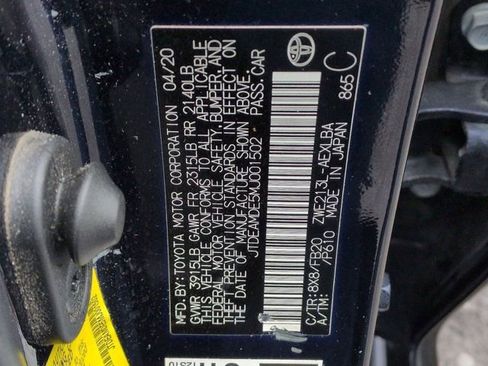 MFD.BY:TOYOTA MOTOR CORPORATION 04/20
GVWR 3915LB GAWR FR 2315LB RR 2140LB
THIS VEHICLE CONFORMS TO ALL APPLICABLE
FEDERAL MOTOR VEHICLE SAFETY, BUMPER, AND
THEFT PREVENTION STANDARDS IN EFFECT ON
THE DATE OF MANUFACTURE SHOWN ABOVE.
JTDEAMDE5MJ001502 PASS.CAR
C/TR:8X8/FB20 ZWE213L-AEXLBA 865 C
A/TM: /P610 MADE IN JAPAN